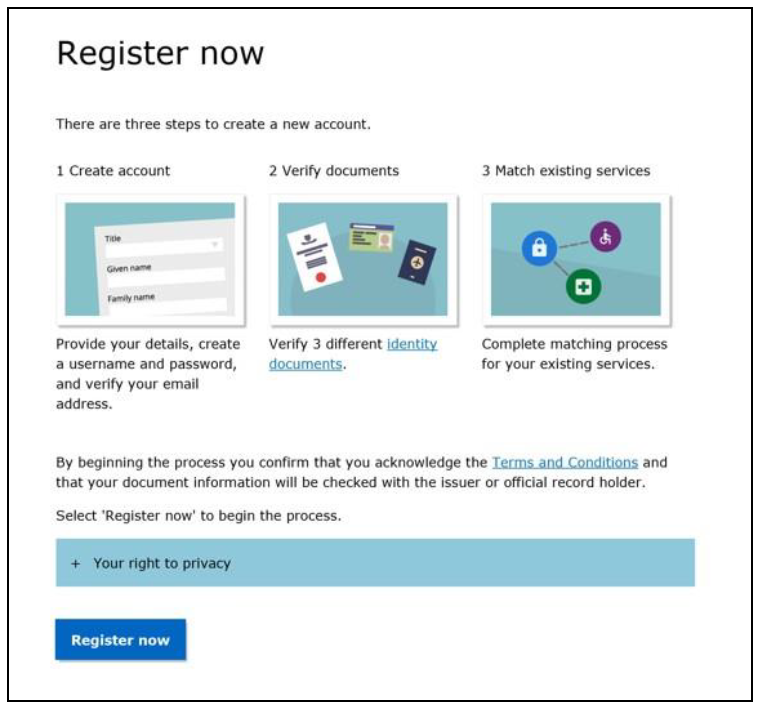 Register now
There are three steps to create a new account.
1 Create account
2 Verify documents
3 Match existing services
Title
Given name
Family name
Provide your details, create
a username and password,
and verify your email
address.
Verify 3 different identity
documents.
Complete matching process
for your existing services.
By beginning the process you confirm that you acknowledge the Terms and Conditions and
that your document information will be checked with the issuer or official record holder.
Select 'Register now' to begin the process.
+ Your right to privacy
Register now